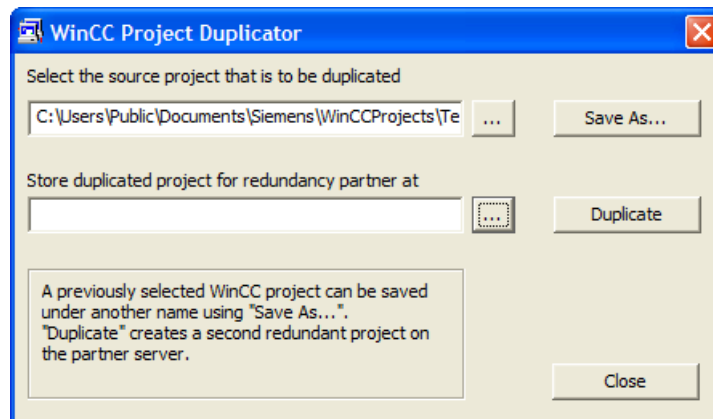 WinCC Project Duplicator
Select the source project that is to be duplicated
C:\Users\Public\Documents\Siemens\WinCCProjects\Te
...
Save As...
Store duplicated project for redundancy partner at
...
Duplicate
A previously selected WinCC project can be saved
under another name using "Save As...".
"Duplicate" creates a second redundant project on
the partner server.
Close